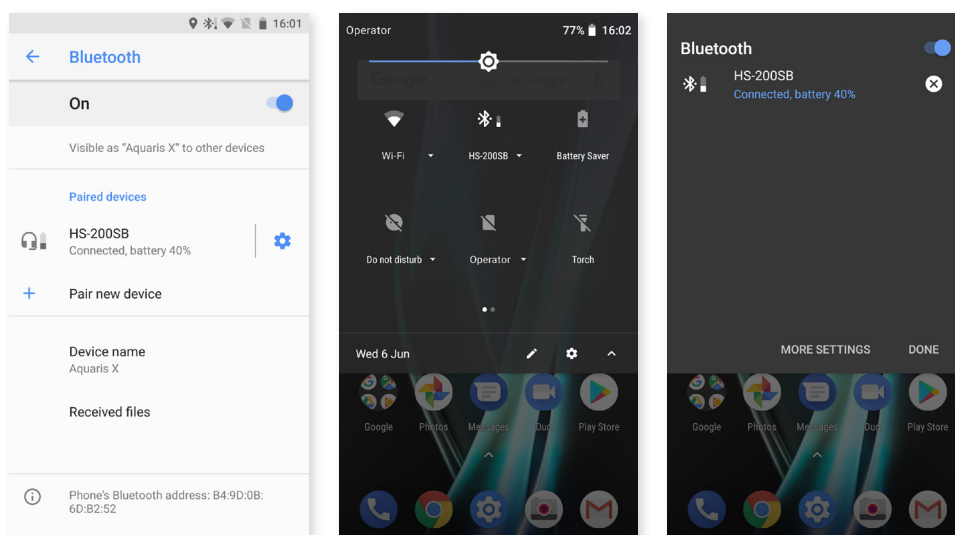 16:01
Bluetooth
On
Visible as “Aquaris X” to other devices
Paired devices
HS-200SB
Connected, battery 40%
Pair new device
Device name
Aquaris X
Received files
Phone's Bluetooth address: B4:9D:0B:
6D:B2:52
Operator
77% 16:02
Google
Wi-Fi
HS-200SB
Battery Saver
Do not disturb
Operator
Torch
Wed 6 Jun
Google
Photos
Messages
Duo
Play Store
Bluetooth
HS-200SB
Connected, battery 40%
MORE SETTINGS
DONE
Google
Photos
Messages
Duo
Play Store